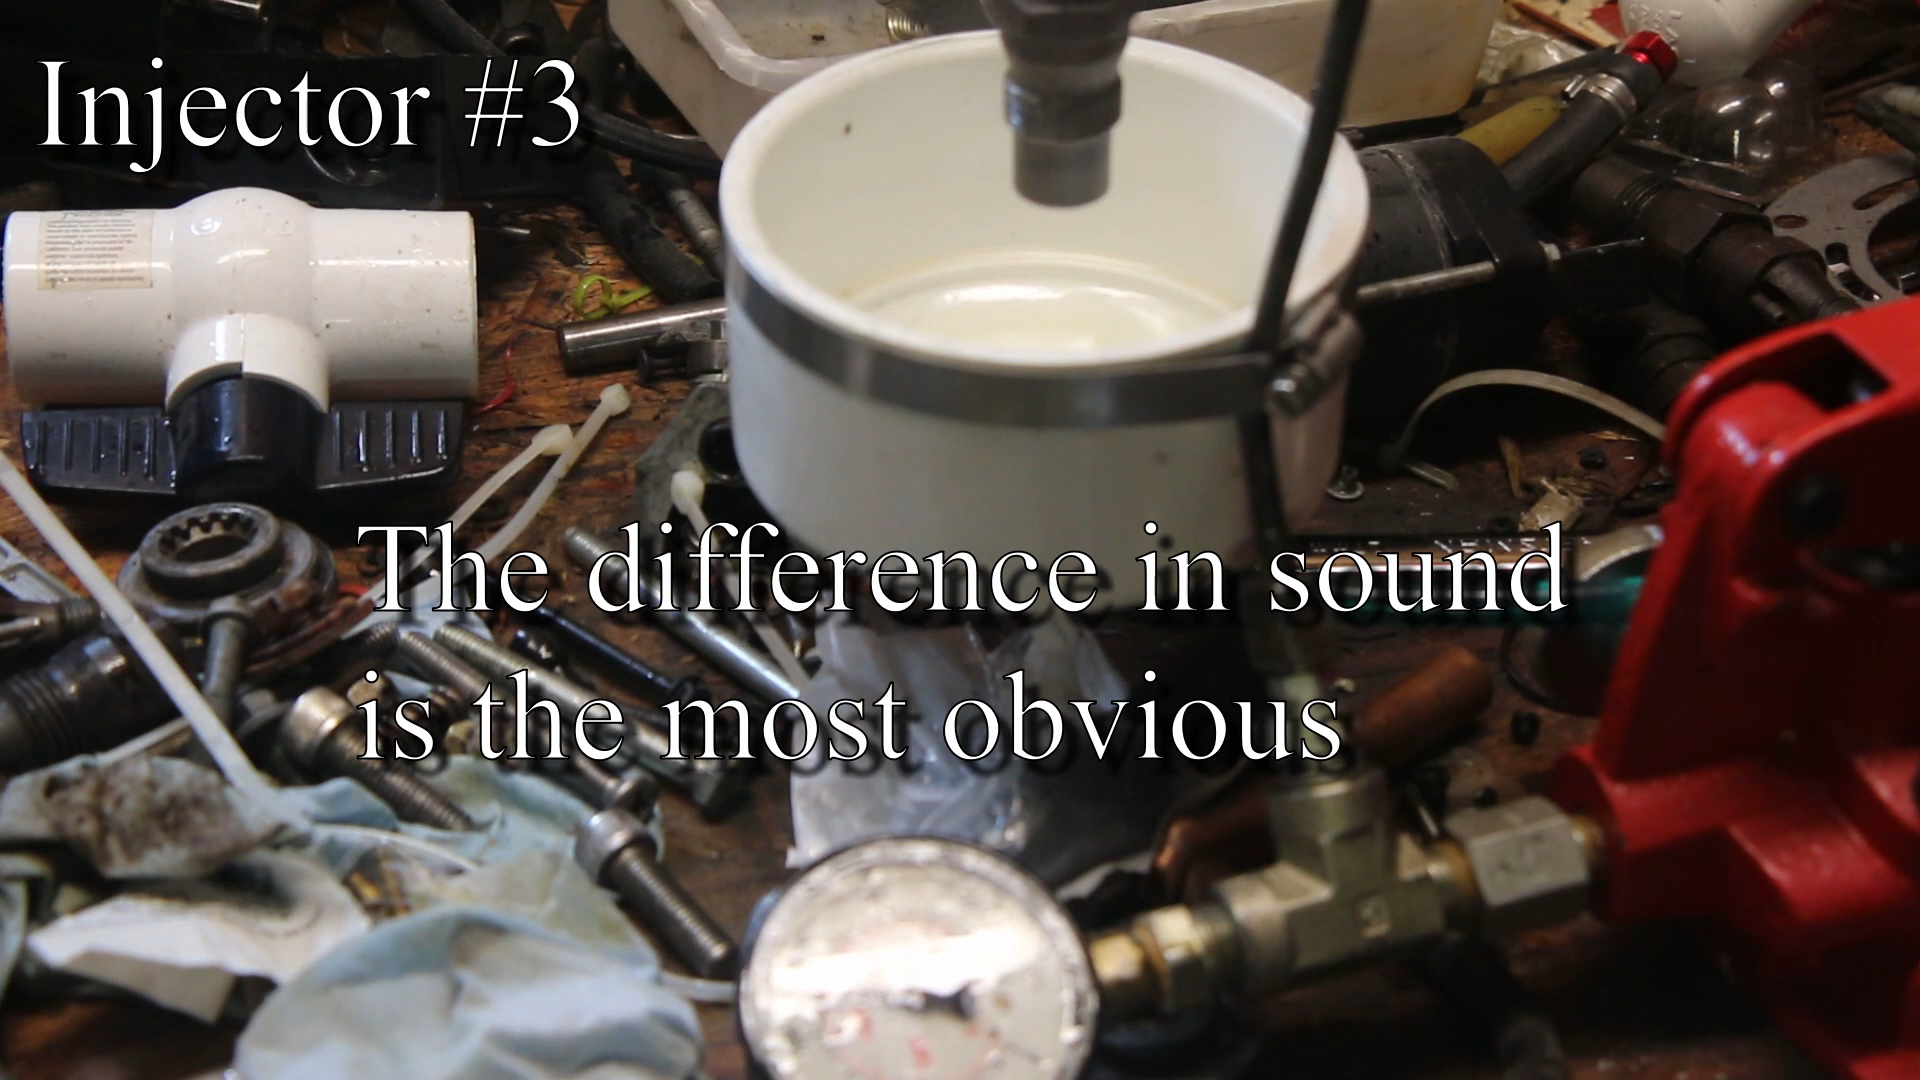 Injector #3
The difference in sound
is the most obvious